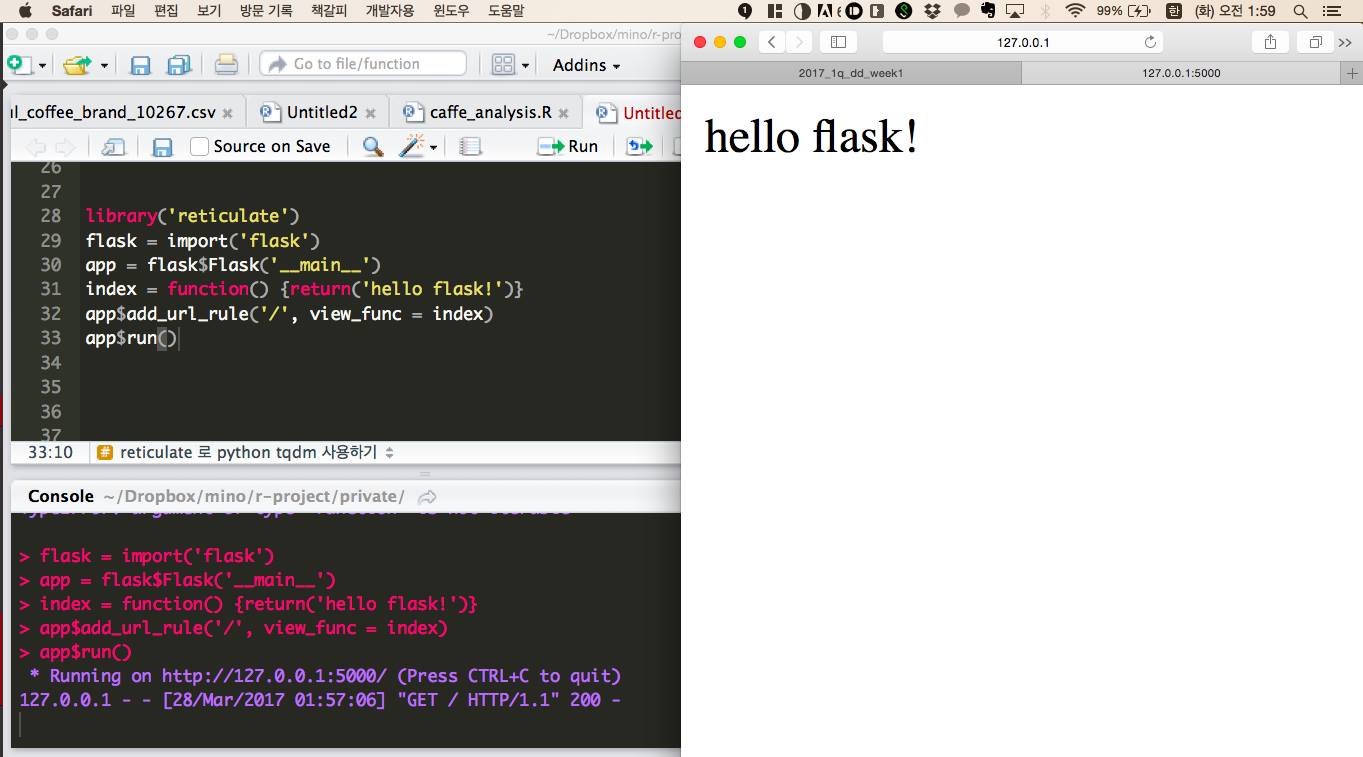 Safari 파일 편집 보기 방문 기록 책갈피 개발자용 윈도우 도움말 99% 한 (화) 오전 1:59
~/Dropbox/mino/r-pro
Go to file/function Addins
ul_coffee_brand_10267.csv Untitled2 caffe_analysis.R Untitled
Source on Save Run
26
27
28 library('reticulate')
29 flask = import('flask')
30 app = flask$Flask('__main__')
31 index = function() {return('hello flask!')}
32 app$add_url_rule('/', view_func = index)
33 app$run()
34
35
36
37
33:10 # reticulate 로 python tqdm 사용하기
Console ~/Dropbox/mino/r-project/private/
> flask = import('flask')
> app = flask$Flask('__main__')
> index = function() {return('hello flask!')}
> app$add_url_rule('/', view_func = index)
> app$run()
* Running on http://127.0.0.1:5000/ (Press CTRL+C to quit)
127.0.0.1 - - [28/Mar/2017 01:57:06] "GET / HTTP/1.1" 200 -
127.0.0.1
2017_1q_dd_week1 127.0.0.1:5000
hello flask!